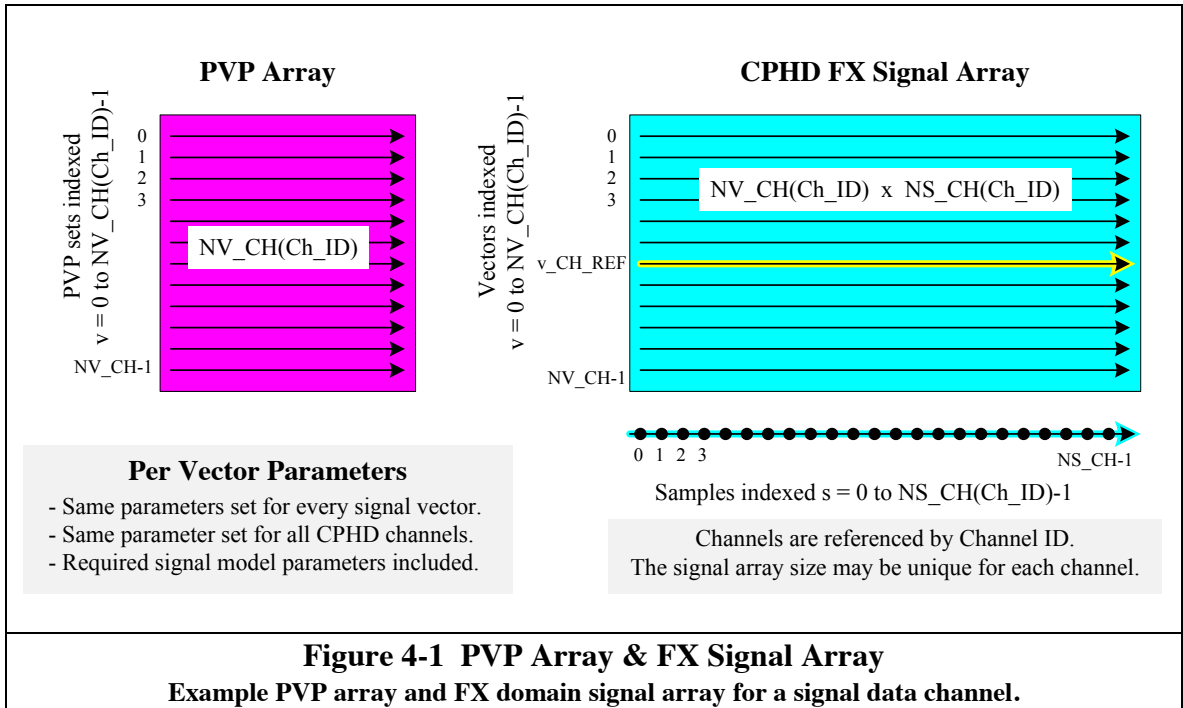 PVP Array
PVP sets indexed
v = 0 to NV_CH(Ch_ID)-1
0
1
2
3
NV_CH-1
NV_CH(Ch_ID)
CPHD FX Signal Array
Vectors indexed
v = 0 to NV_CH(Ch_ID)-1
0
1
2
3
v_CH_REF
NV_CH-1
NV_CH(Ch_ID) x NS_CH(Ch_ID)
0 1 2 3
NS_CH-1
Samples indexed s = 0 to NS_CH(Ch_ID)-1
Per Vector Parameters
- Same parameters set for every signal vector.
- Same parameter set for all CPHD channels.
- Required signal model parameters included.
Channels are referenced by Channel ID.
The signal array size may be unique for each channel.
Figure 4-1 PVP Array & FX Signal Array
Example PVP array and FX domain signal array for a signal data channel.